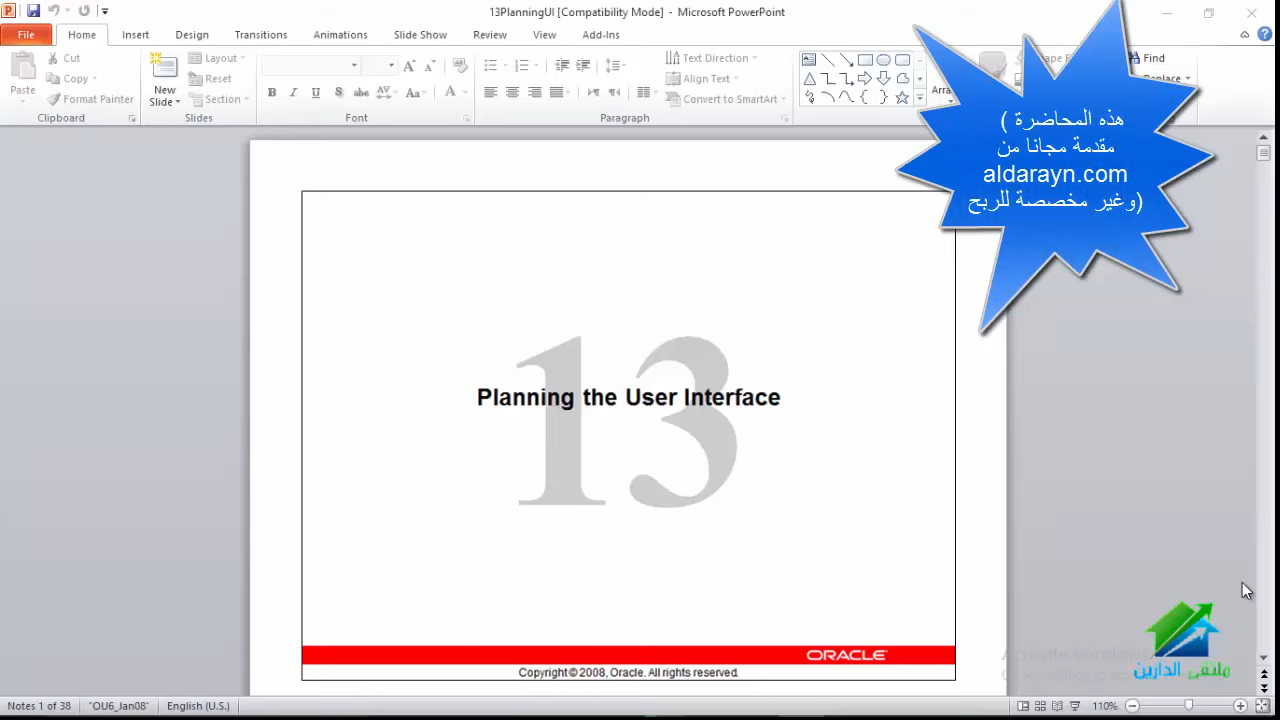 13PlanningUI [Compatibility Mode] - Microsoft PowerPoint
File Home Insert Design Transitions Animations Slide Show Review View Add-Ins
Paste
Cut
Copy
Format Painter
Clipboard
New Slide
Layout
Reset
Section
Slides
Font
Text Direction
Align Text
Convert to SmartArt
Paragraph
Find
Replace
( هذه المحاضرة
مقدمة مجانا من
aldarayn.com
وغير مخصصة للربح)
13
Planning the User Interface
ORACLE
Copyright © 2008, Oracle. All rights reserved.
ملتقى الدارين
Notes 1 of 38 "OU6_Jan08" English (U.S.) 110%